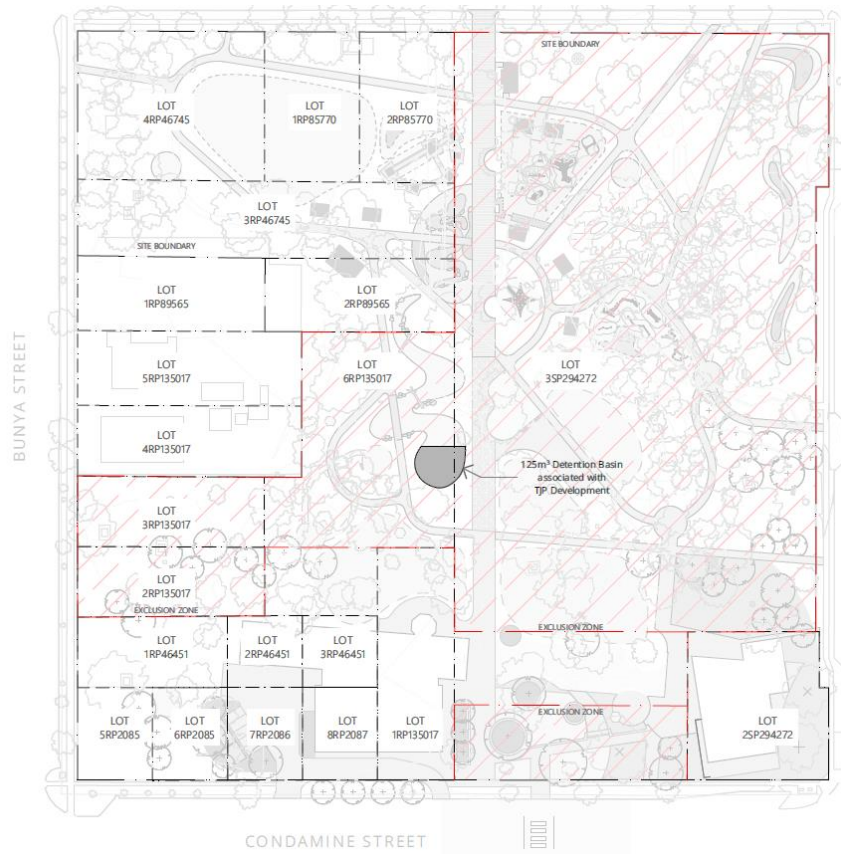 SITE BOUNDARY
LOT
4RP46745
LOT
1RP85770
LOT
2RP85770
LOT
3RP46745
SITE BOUNDARY
LOT
1RP89565
LOT
2RP89565
LOT
5RP135017
LOT
6RP135017
LOT
3SP294272
BUNYA STREET
LOT
4RP135017
125m³ Detention Basin
associated with
TJP Development
LOT
3RP135017
LOT
2RP135017
EXCLUSION ZONE
LOT
1RP46451
LOT
2RP46451
LOT
3RP46451
EXCLUSION ZONE
LOT
5RP2085
LOT
6RP2085
LOT
7RP2086
LOT
8RP2087
LOT
1RP135017
EXCLUSION ZONE
LOT
2SP294272
CONDAMINE STREET